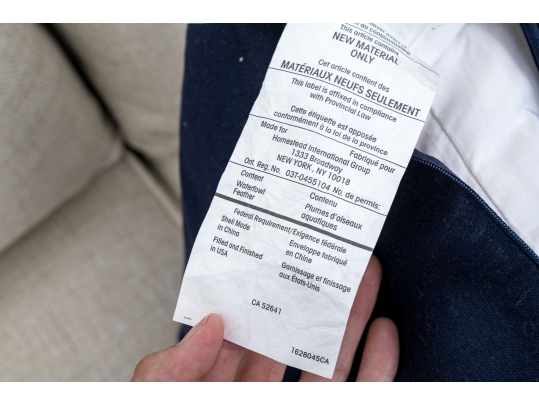 This article contains
NEW MATERIAL
ONLY
Cet article contient des
MATÉRIAUX NEUFS SEULEMENT
This label is affixed in compliance
with Provincial Law
Cette étiquette est apposée
conformément à la loi de la province
Made for
Fabriqué pour
Homestead International Group
1333 Broadway
NEW YORK, NY 10018
Ont. Reg. No. 03T-0455104 No. de permis:
Content
Contenu
Waterfowl
Feather
Plumes d'oiseaux
aquatiques
Federal Requirement/Exigence fédérale
Shell Made
in China
Enveloppe fabriqué
en Chine
Filled and Finished
in USA
Garnissage et finissage
aux États-Unis
CA 52641
1628045CA